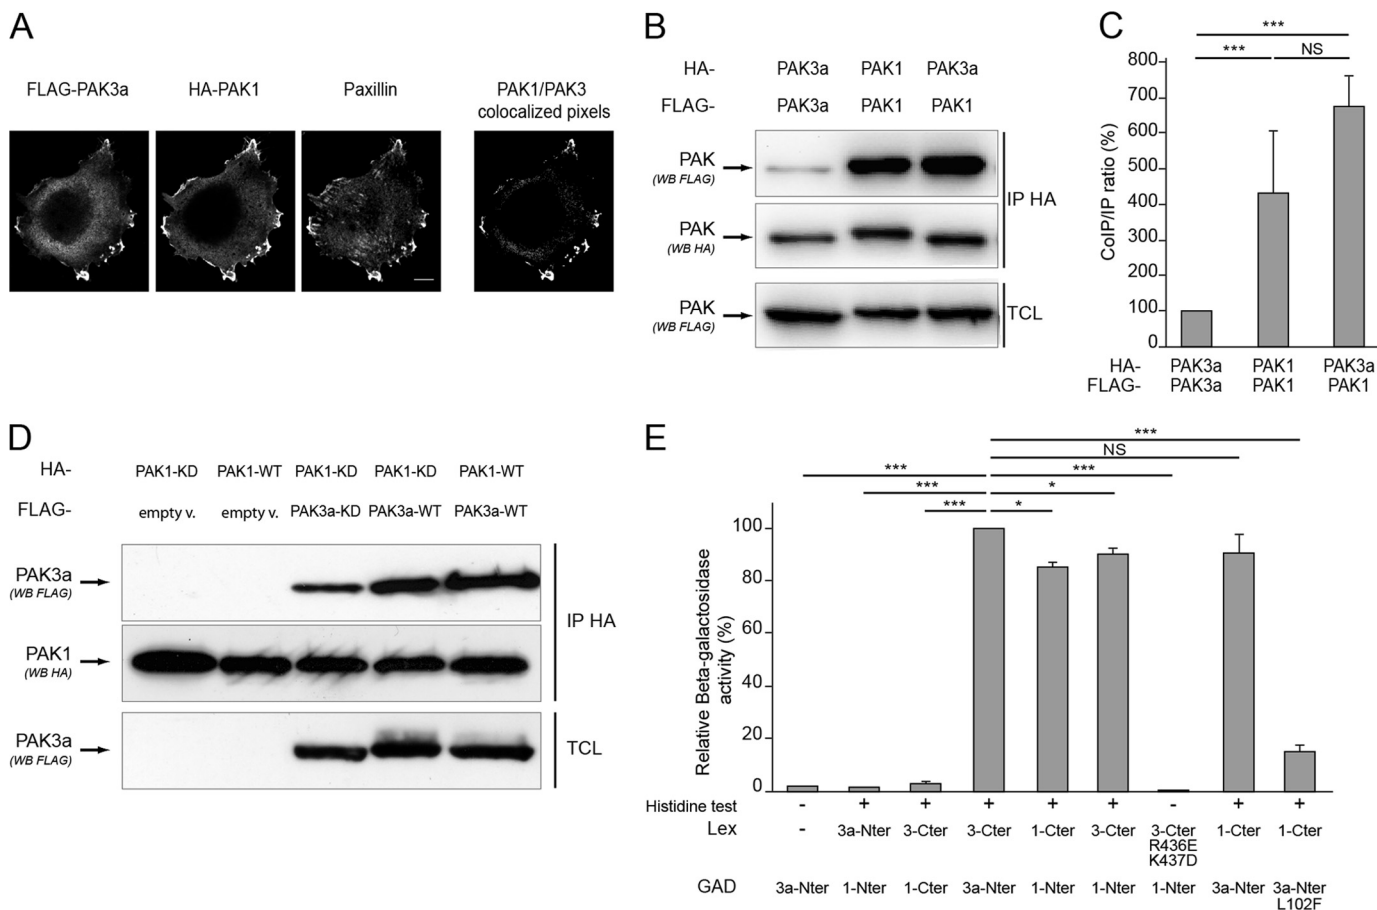 A
FLAG-PAK3a HA-PAK1 Paxillin PAK1/PAK3
colocalized pixels
B
HA- PAK3a PAK1 PAK3a
FLAG- PAK3a PAK1 PAK1
PAK
(WB FLAG)
IP HA
PAK
(WB HA)
PAK
(WB FLAG)
TCL
C
***
*** NS
CoIP/IP ratio (%)
800
600
500
400
200
100
0
HA- PAK3a PAK1 PAK3a
FLAG- PAK3a PAK1 PAK1
D
HA- PAK1-KD PAK1-WT PAK1-KD PAK1-KD PAK1-WT
FLAG- empty v. empty v. PAK3a-KD PAK3a-WT PAK3a-WT
PAK3a
(WB FLAG)
IP HA
PAK1
(WB HA)
PAK3a
(WB FLAG)
TCL
E
***
NS
*** ***
*** *
*** *
Relative Beta-galactosidase
activity (%)
100
80
60
40
20
0
Histidine test - + + + + + - + +
Lex - 3a-Nter 3-Cter 3-Cter 1-Cter 3-Cter 3-Cter 1-Cter 1-Cter
R436E
K437D
GAD 3a-Nter 1-Nter 1-Cter 3a-Nter 1-Nter 1-Nter 1-Nter 3a-Nter 3a-Nter
L102F